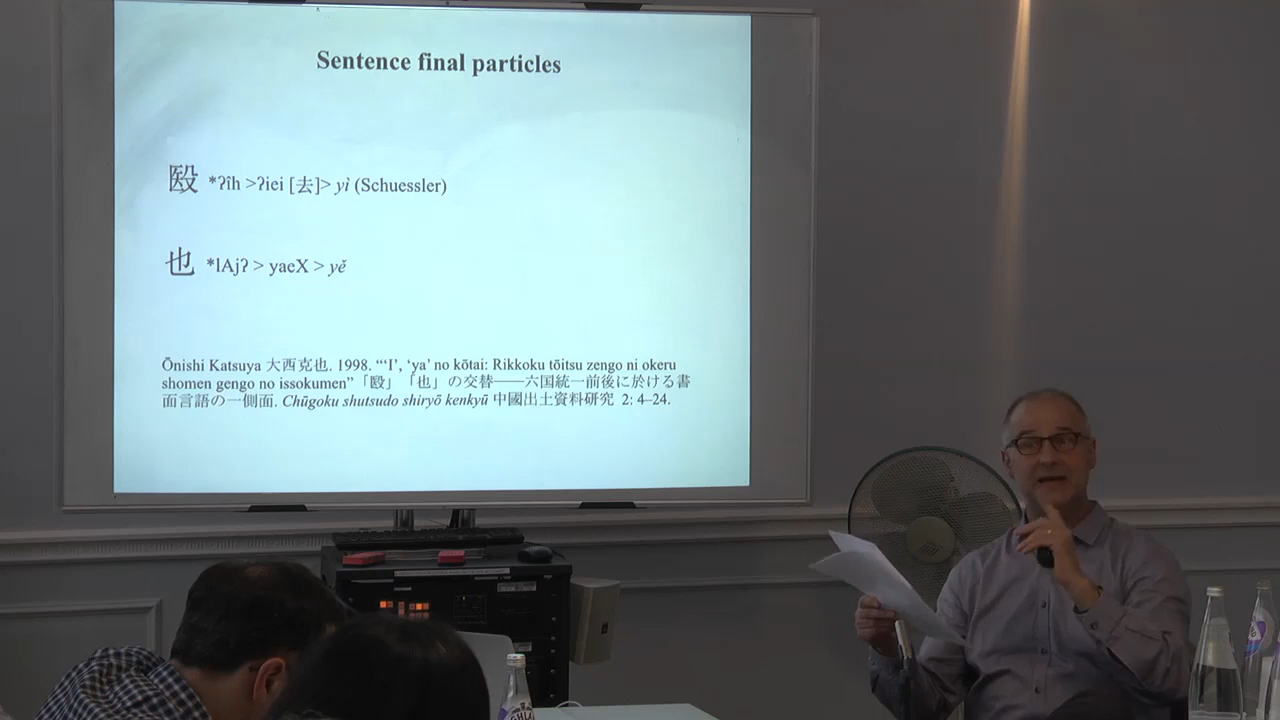 Sentence final particles
殹 *ʔîh >ʔiei [去]> yì (Schuessler)
也 *lAjʔ > yaeX > yě
Ōnishi Katsuya 大西克也. 1998. “‘I’, ‘ya’ no kōtai: Rikkoku tōitsu zengo ni okeru
shomen gengo no issokumen”「殹」「也」の交替——六国統一前後に於ける書
面言語の一側面. Chūgoku shutsudo shiryō kenkyū 中國出土資料研究 2: 4–24.